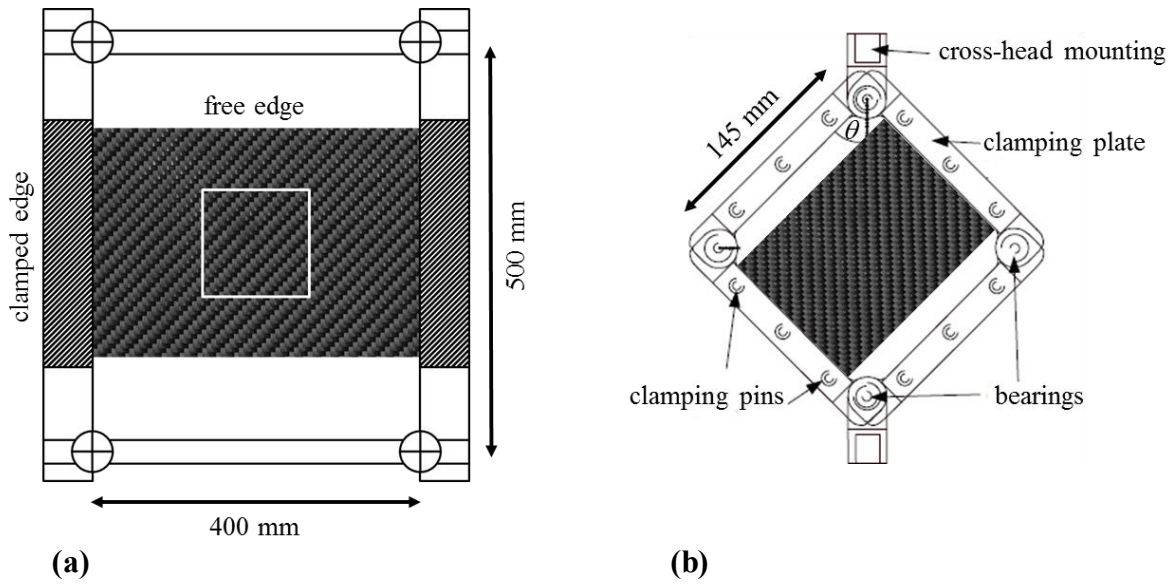 free edge
clamped edge
500 mm
400 mm
(a)
cross-head mounting
145 mm
θ
clamping plate
clamping pins
bearings
(b)